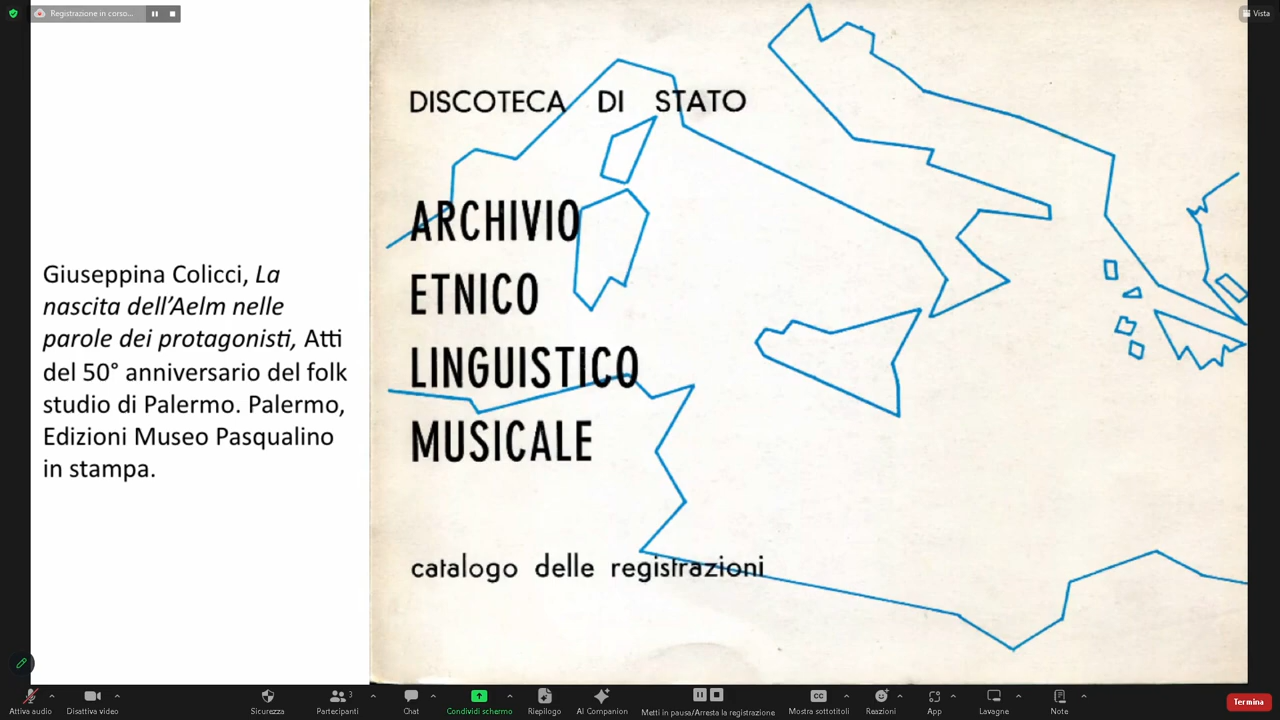 Registrazione in corso...
Vista
Giuseppina Colicci, La
nascita dell'Aelm nelle
parole dei protagonisti, Atti
del 50° anniversario del folk
studio di Palermo. Palermo,
Edizioni Museo Pasqualino
in stampa.
DISCOTECA DI STATO
ARCHIVIO
ETNICO
LINGUISTICO
MUSICALE
catalogo delle registrazioni
Attiva audio
Disattiva video
Sicurezza
3
Partecipanti
Chat
Condividi schermo
Riepilogo
AI Companion
Metti in pausa/Arresta la registrazione
CC
Mostra sottotitoli
Reazioni
App
Lavagne
Note
Termina